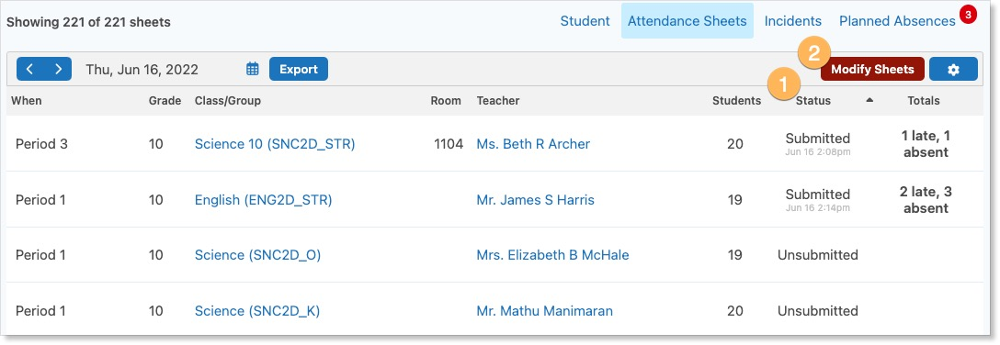 Showing 221 of 221 sheets
Student Attendance Sheets Incidents Planned Absences 3
Thu, Jun 16, 2022 Export 1 2 Modify Sheets
When Grade Class/Group Room Teacher Students Status Totals
Period 3 10 Science 10 (SNC2D_STR) 1104 Ms. Beth R Archer 20 Submitted 1 late, 1
Jun 16 2:08pm absent
Period 1 10 English (ENG2D_STR) Mr. James S Harris 19 Submitted 2 late, 3
Jun 16 2:14pm absent
Period 1 10 Science (SNC2D_O) Mrs. Elizabeth B McHale 19 Unsubmitted
Period 1 10 Science (SNC2D_K) Mr. Mathu Manimaran 20 Unsubmitted